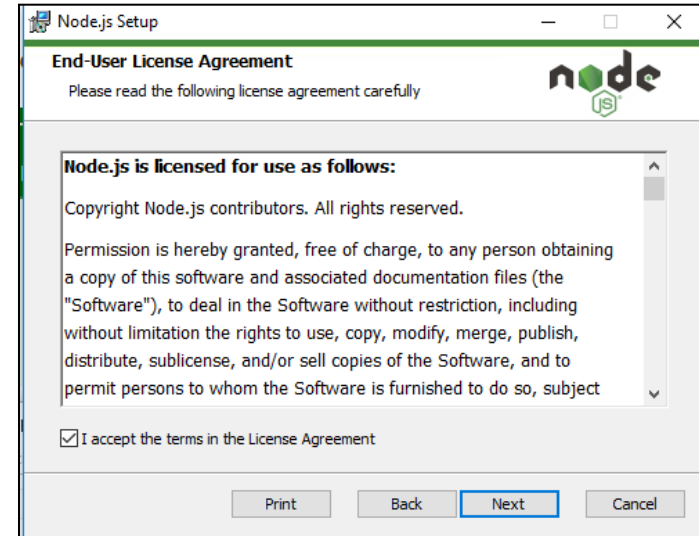 Node.js Setup
End-User License Agreement
Please read the following license agreement carefully
node
JS
Node.js is licensed for use as follows:
Copyright Node.js contributors. All rights reserved.
Permission is hereby granted, free of charge, to any person obtaining
a copy of this software and associated documentation files (the
"Software"), to deal in the Software without restriction, including
without limitation the rights to use, copy, modify, merge, publish,
distribute, sublicense, and/or sell copies of the Software, and to
permit persons to whom the Software is furnished to do so, subject
I accept the terms in the License Agreement
Print Back Next Cancel